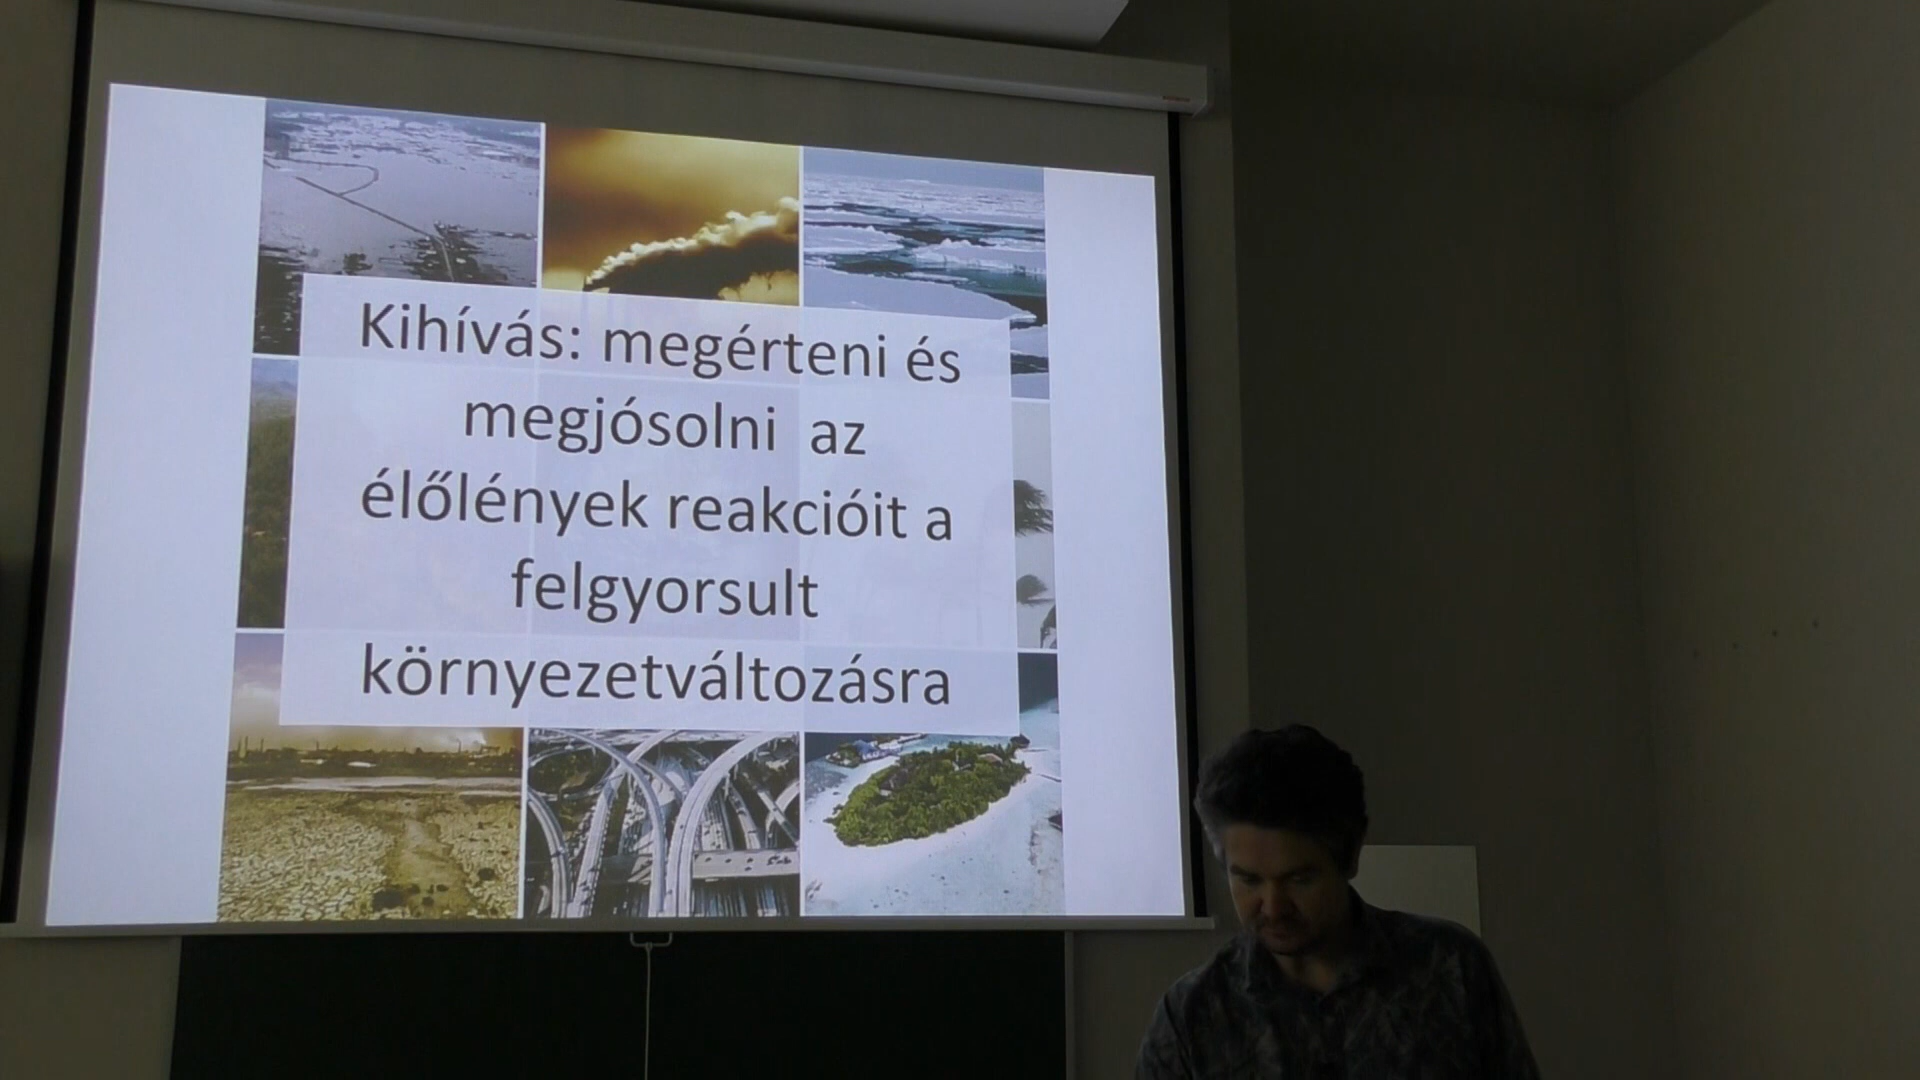 Kihívás: megérteni és
megjósolni az
élőlények reakcióit a
felgyorsult
környezetváltozásra